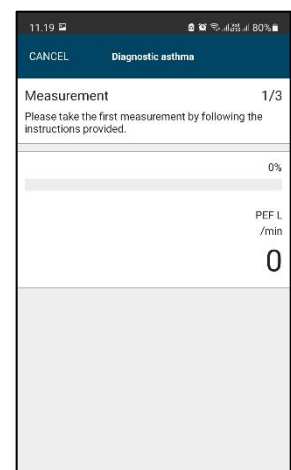 11.19 80%
CANCEL Diagnostic asthma
Measurement 1/3
Please take the first measurement by following the
instructions provided.
0%
PEF L
/min
0